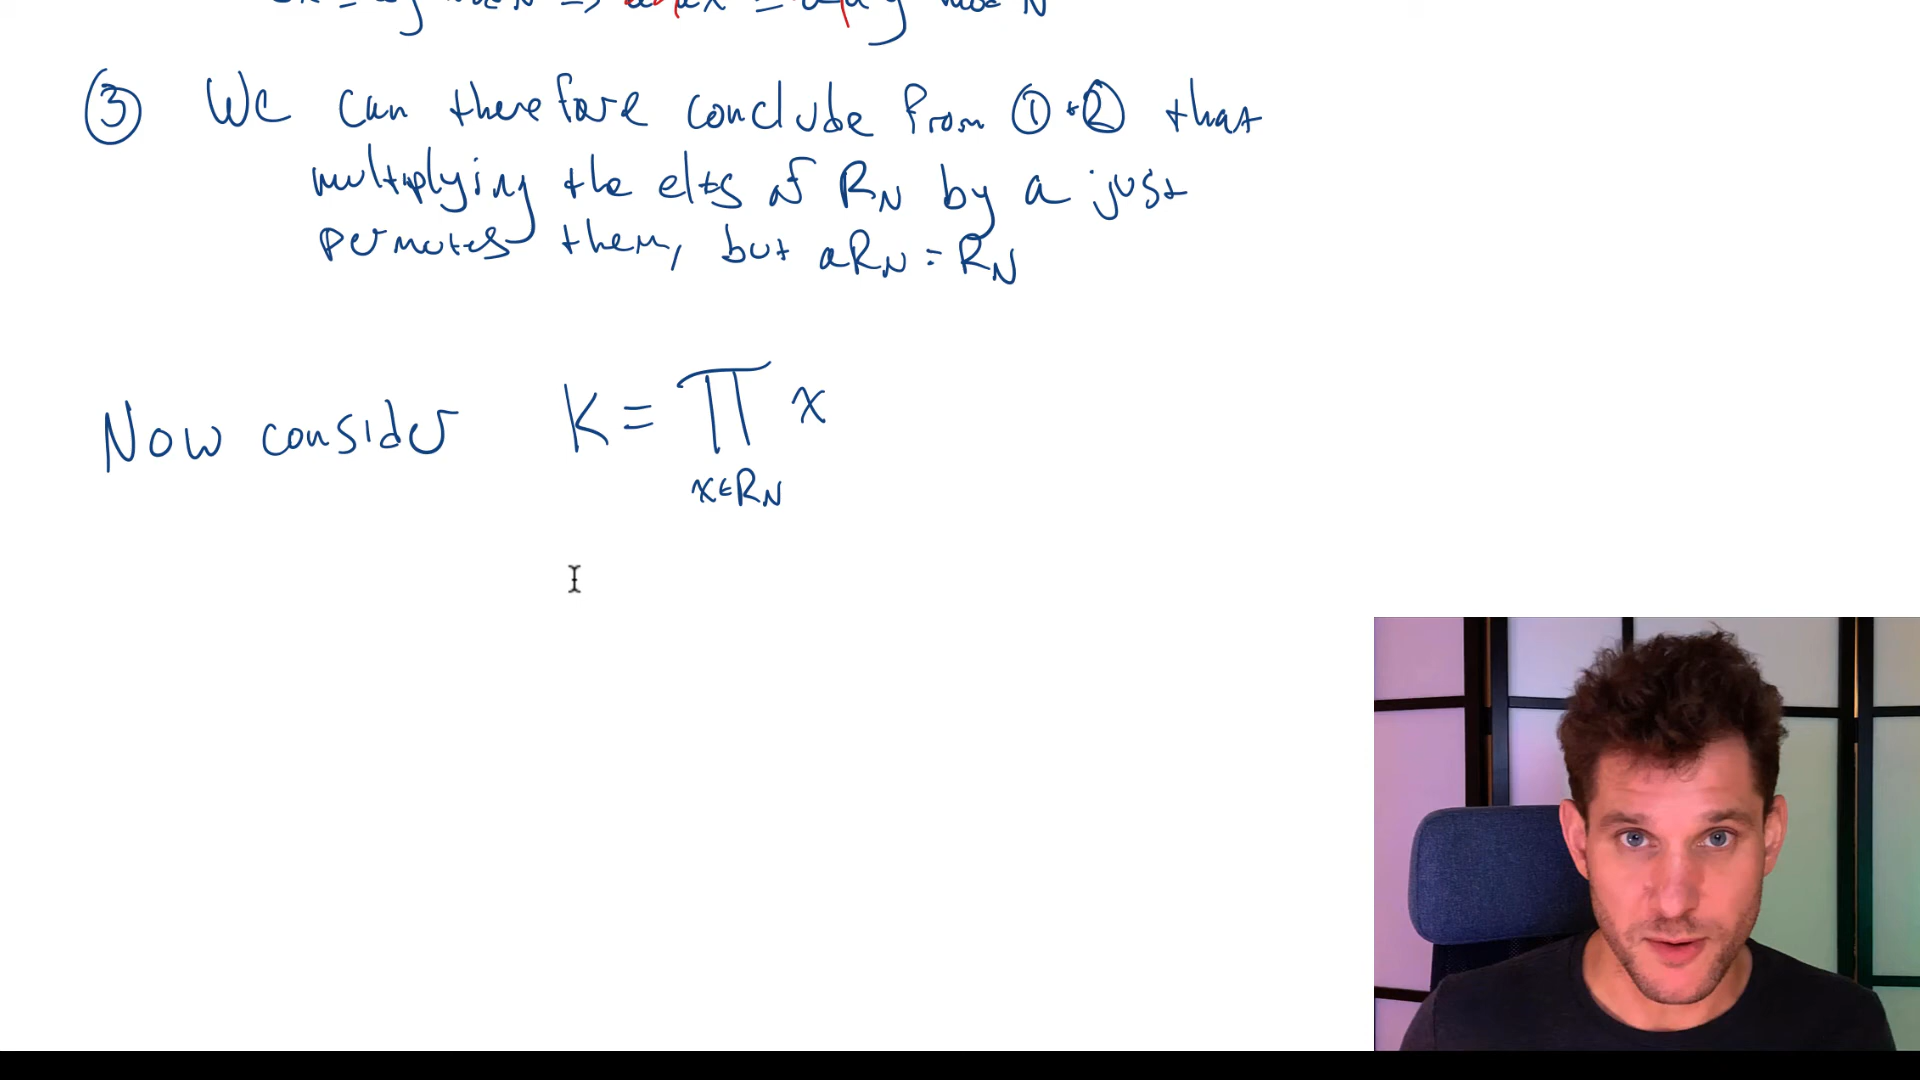 ③ We can therefore conclude from ① + ② that
multiplying the elts of R_N by a just
permutes them, but aR_N = R_N
Now consider K = ∏ x
x∈R_N